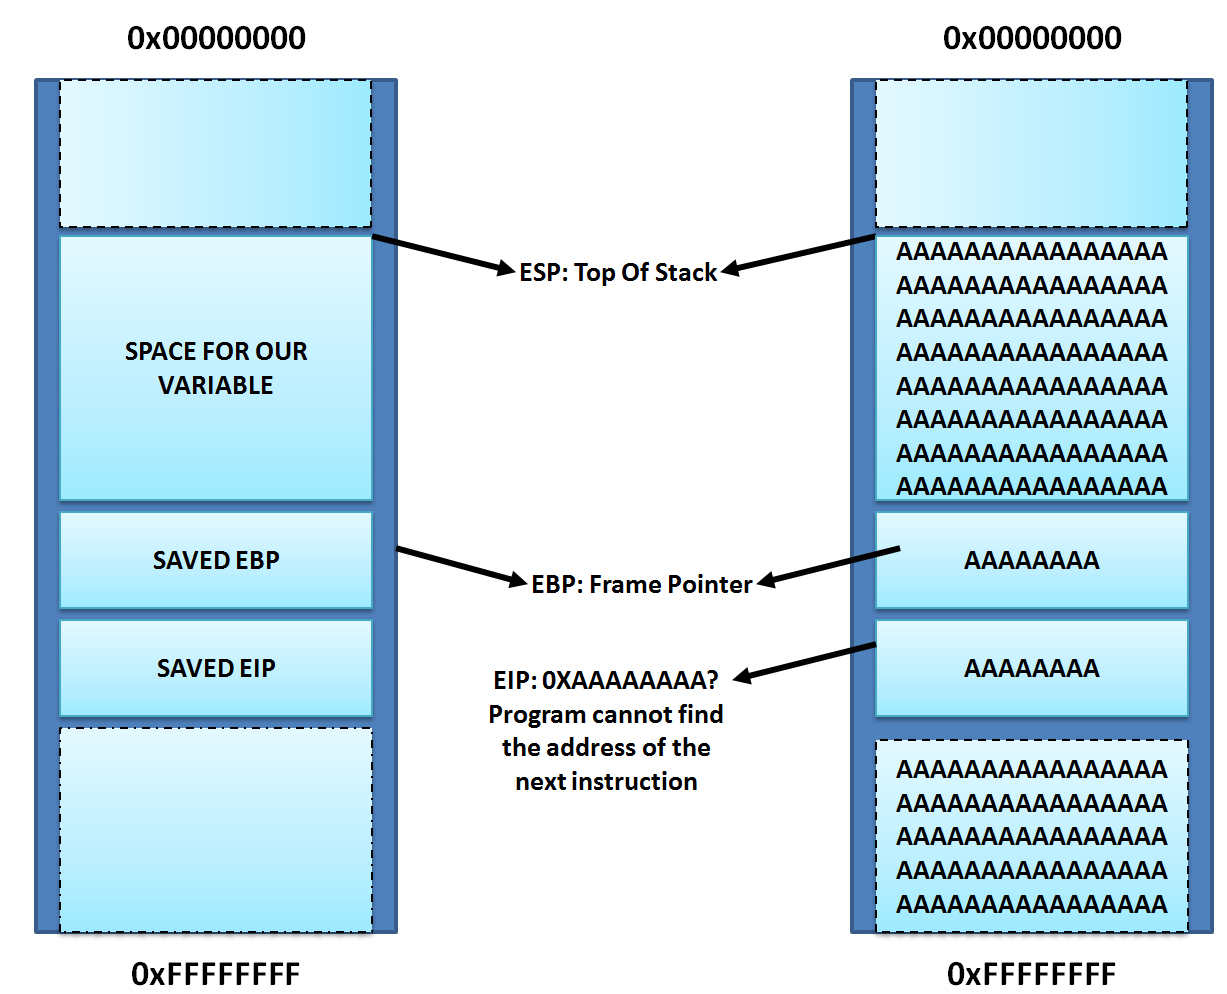 0x00000000
SPACE FOR OUR
VARIABLE
SAVED EBP
SAVED EIP
0xFFFFFFFF
ESP: Top Of Stack
EBP: Frame Pointer
EIP: 0XAAAAAAAA?
Program cannot find
the address of the
next instruction
0x00000000
AAAAAAAAAAAAAAAA
AAAAAAAAAAAAAAAA
AAAAAAAAAAAAAAAA
AAAAAAAAAAAAAAAA
AAAAAAAAAAAAAAAA
AAAAAAAAAAAAAAAA
AAAAAAAAAAAAAAAA
AAAAAAAAAAAAAAAA
AAAAAAAA
AAAAAAAA
AAAAAAAAAAAAAAAA
AAAAAAAAAAAAAAAA
AAAAAAAAAAAAAAAA
AAAAAAAAAAAAAAAA
AAAAAAAAAAAAAAAA
0xFFFFFFFF